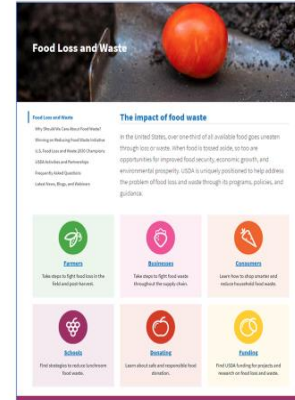 Food Loss and Waste
Food Loss and Waste
Why Should We Care About Food Waste?
Winning on Reducing Food Waste Initiative
U.S. Food Loss and Waste 2030 Champions
USDA Activities and Partnerships
Frequently Asked Questions
Latest News, Blogs, and Webinars
The impact of food waste
In the United States, over one-third of all available food goes uneaten
through loss or waste. When food is tossed aside, so too are
opportunities for improved food security, economic growth, and
environmental prosperity. USDA is uniquely positioned to help address
the problem of food loss and waste through its programs, policies, and
guidance.
Farmers
Take steps to fight food loss in the
field and post-harvest.
Businesses
Take steps to fight food waste
throughout the supply chain.
Consumers
Learn how to shop smarter and
reduce household food waste.
Schools
Find strategies to reduce lunchroom
food waste.
Donating
Learn about safe and responsible food
donation.
Funding
Find USDA funding for projects and
research on food loss and waste.